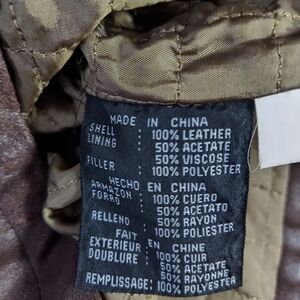 MADE IN CHINA
SHELL : 100% LEATHER
LINING : 50% ACETATE
50% VISCOSE
FILLER : 100% POLYESTER
HECHO EN CHINA
ARMAZON : 100% CUERO
FORRO : 50% ACETATO
50% RAYON
RELLENO : 100% POLIESTER
FAIT EN CHINE
EXTERIEUR : 100% CUIR
DOUBLURE : 50% ACETATE
50% RAYONNE
REMPLISSAGE: 100% POLYESTER